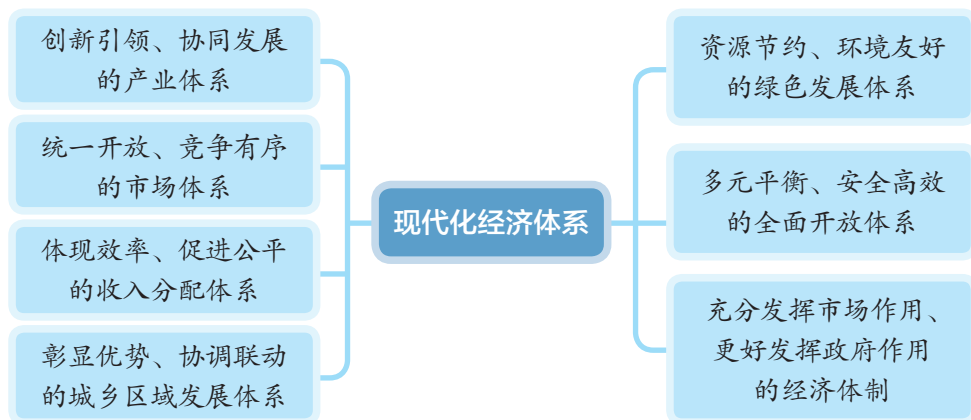 创新引领、协同发展
的产业体系
统一开放、竞争有序
的市场体系
体现效率、促进公平
的收入分配体系
彰显优势、协调联动
的城乡区域发展体系
现代化经济体系
资源节约、环境友好
的绿色发展体系
多元平衡、安全高效
的全面开放体系
充分发挥市场作用、
更好发挥政府作用
的经济体制